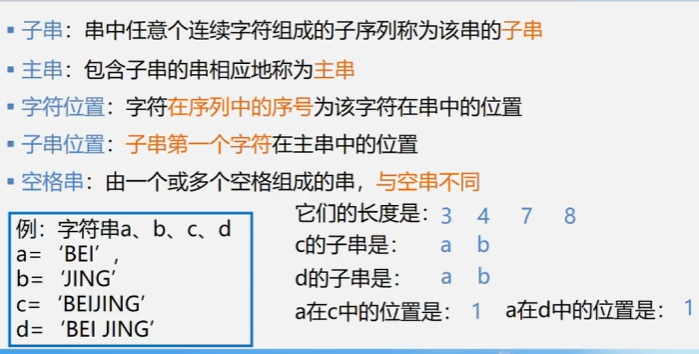 ▪ 子串：串中任意个连续字符组成的子序列称为该串的子串
▪ 主串：包含子串的串相应地称为主串
▪ 字符位置：字符在序列中的序号为该字符在串中的位置
▪ 子串位置：子串第一个字符在主串中的位置
▪ 空格串：由一个或多个空格组成的串，与空串不同
例：字符串a、b、c、d
a= ‘BEI’，
b= ‘JING’
c= ‘BEIJING’
d= ‘BEI JING’
它们的长度是：3 4 7 8
c的子串是： a b
d的子串是： a b
a在c中的位置是： 1 a在d中的位置是： 1